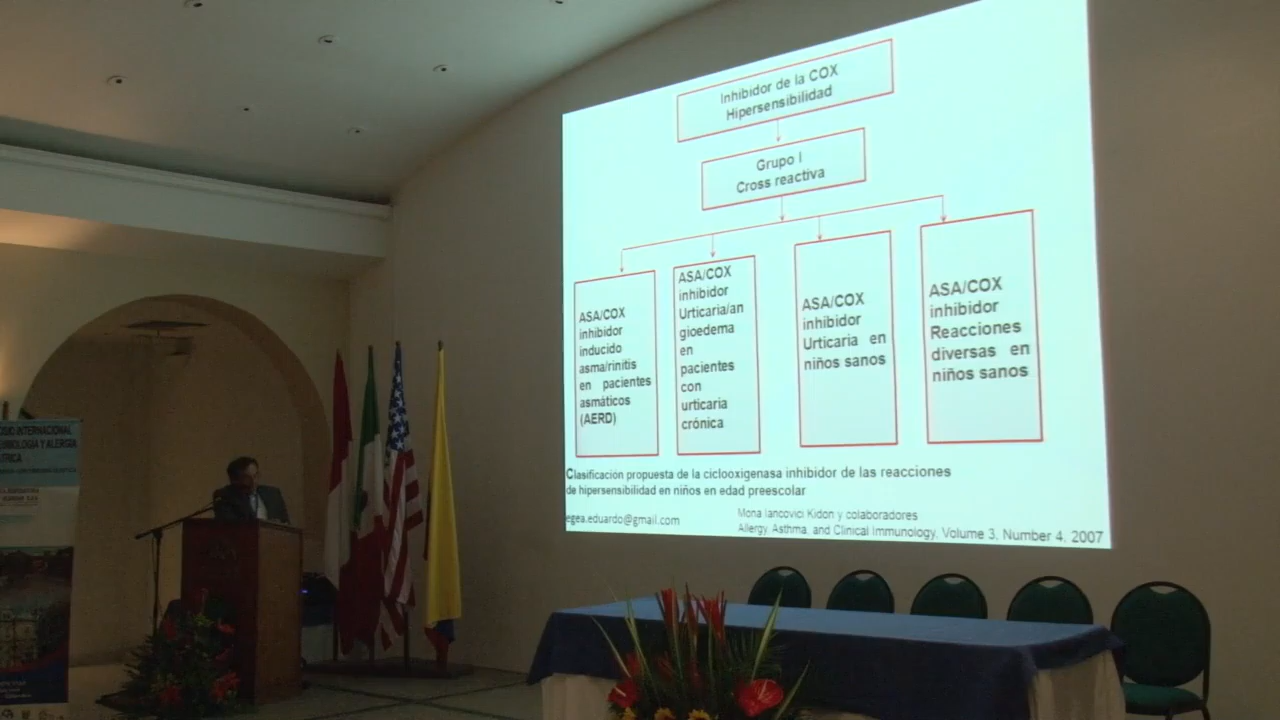 Inhibidor de la COX
Hipersensibilidad
Grupo I
Cross reactiva
ASA/COX
inhibidor
inducido
asma/rinitis
en pacientes
asmáticos
(AERD)
ASA/COX
inhibidor
Urticaria/an
gioedema
en
pacientes
con
urticaria
crónica
ASA/COX
inhibidor
Urticaria en
niños sanos
ASA/COX
inhibidor
Reacciones
diversas en
niños sanos
Clasificación propuesta de la ciclooxigenasa inhibidor de las reacciones
de hipersensibilidad en niños en edad preescolar
egea.eduardo@gmail.com
Mona Iancovici Kidon y colaboradores
Allergy, Asthma, and Clinical Immunology, Volume 3, Number 4, 2007
INTERNACIONAL
Y ALERGIA